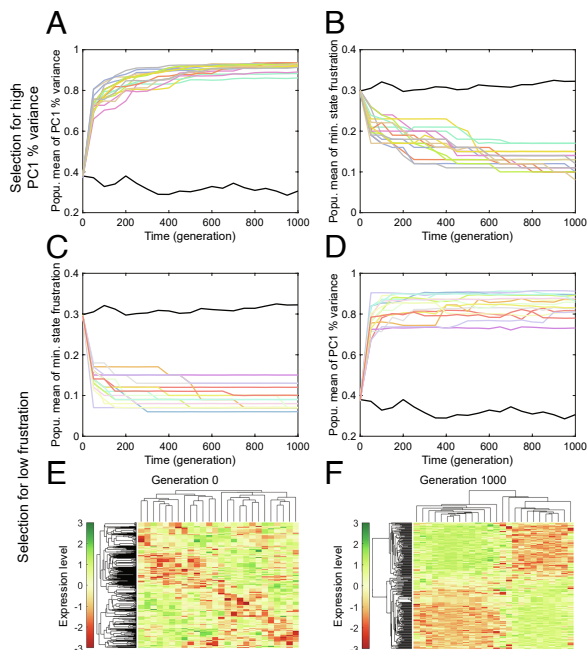 A
B
Selection for high
PC1 % variance
Popu. mean of PC1 % variance
1
0.8
0.6
0.4
0.2
0 200 400 600 800 1000
Time (generation)
Popu. mean of min. state frustration
0.4
0.3
0.2
0.1
0
0 200 400 600 800 1000
Time (generation)
C
D
Selection for low frustration
Popu. mean of min. state frustration
0.4
0.3
0.2
0.1
0
0 200 400 600 800 1000
Time (generation)
Popu. mean of PC1 % variance
1
0.8
0.6
0.4
0.2
0 200 400 600 800 1000
Time (generation)
E
Generation 0
F
Generation 1000
Expression level
3
2
1
0
-1
-2
-3
Expression level
3
2
1
0
-1
-2
-3